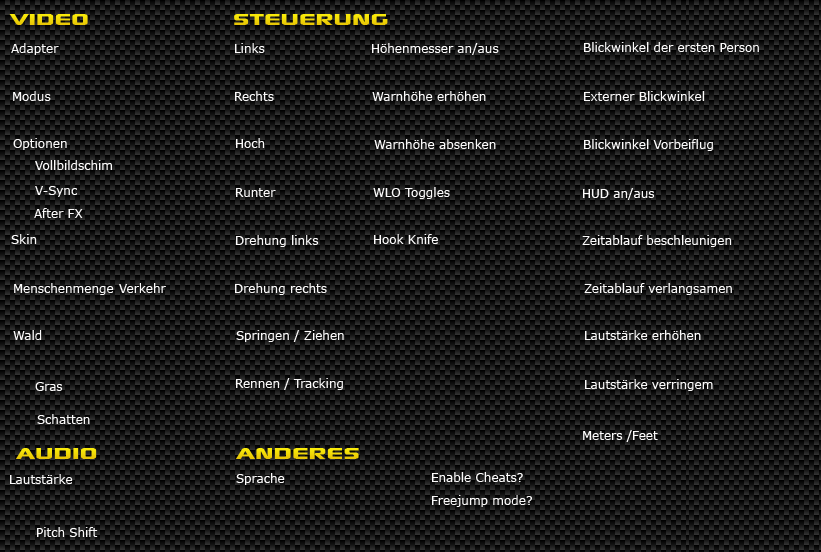 VIDEO
Adapter
Modus
Optionen
Vollbildschim
V-Sync
After FX
Skin
Menschenmenge Verkehr
Wald
Gras
Schatten
AUDIO
Lautstärke
Pitch Shift
STEUERUNG
Links
Rechts
Hoch
Runter
Drehung links
Drehung rechts
Springen / Ziehen
Rennen / Tracking
Höhenmesser an/aus
Warnhöhe erhöhen
Warnhöhe absenken
WLO Toggles
Hook Knife
Blickwinkel der ersten Person
Externer Blickwinkel
Blickwinkel Vorbeiflug
HUD an/aus
Zeitablauf beschleunigen
Zeitablauf verlangsamen
Lautstärke erhöhen
Lautstärke verringern
Meters /Feet
ANDERES
Sprache
Enable Cheats?
Freejump mode?